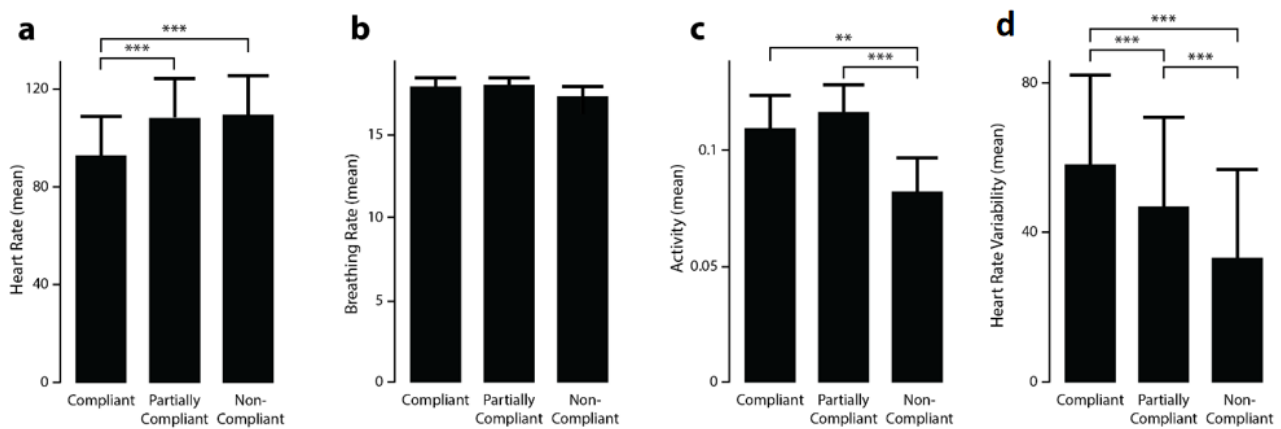 a
***
***
Heart Rate (mean)
120
80
40
0
Compliant
Partially
Compliant
Non-
Compliant
b
Breathing Rate (mean)
15
10
5
0
Compliant
Partially
Compliant
Non-
Compliant
c
**
***
Activity (mean)
0.1
0.05
0
Compliant
Partially
Compliant
Non-
Compliant
d
***
***
***
Heart Rate Variability (mean)
80
40
0
Compliant
Partially
Compliant
Non-
Compliant